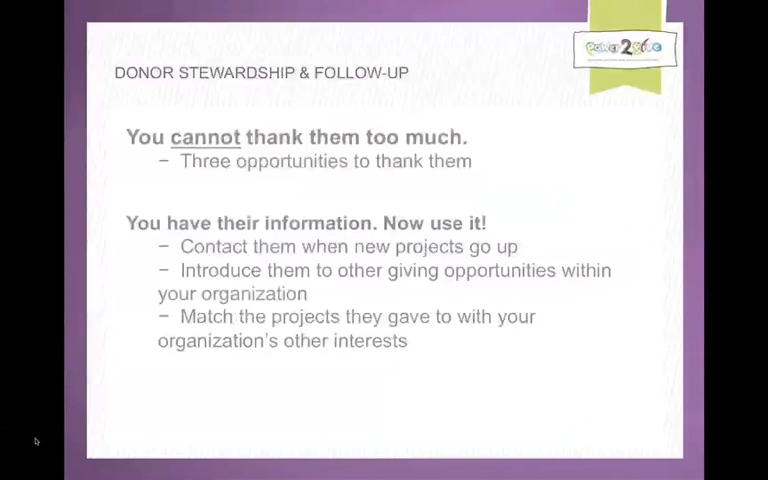 power2give
DONOR STEWARDSHIP & FOLLOW-UP
You cannot thank them too much.
− Three opportunities to thank them
You have their information. Now use it!
− Contact them when new projects go up
− Introduce them to other giving opportunities within
your organization
− Match the projects they gave to with your
organization's other interests